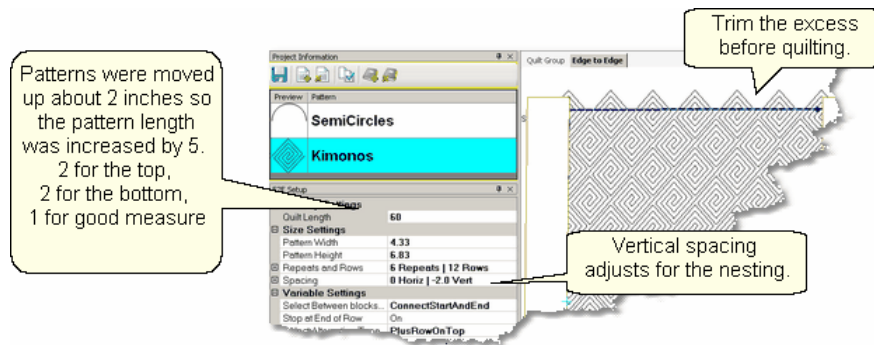 Patterns were moved
up about 2 inches so
the pattern length
was increased by 5.
2 for the top,
2 for the bottom,
1 for good measure
Project Information
Preview Pattern
SemiCircles
Kimonos
Setup
Quilt Length 60
Size Settings
Pattern Width 4.33
Pattern Height 6.83
Repeats and Rows 6 Repeats | 12 Rows
Spacing 0 Horiz | -2.0 Vert
Variable Settings
Select Between blocks... ConnectStartAndEnd
Stop at End of Row On
PlusRowOnTop
Quilt Group Edge to Edge
Trim the excess
before quilting.
Vertical spacing
adjusts for the nesting.